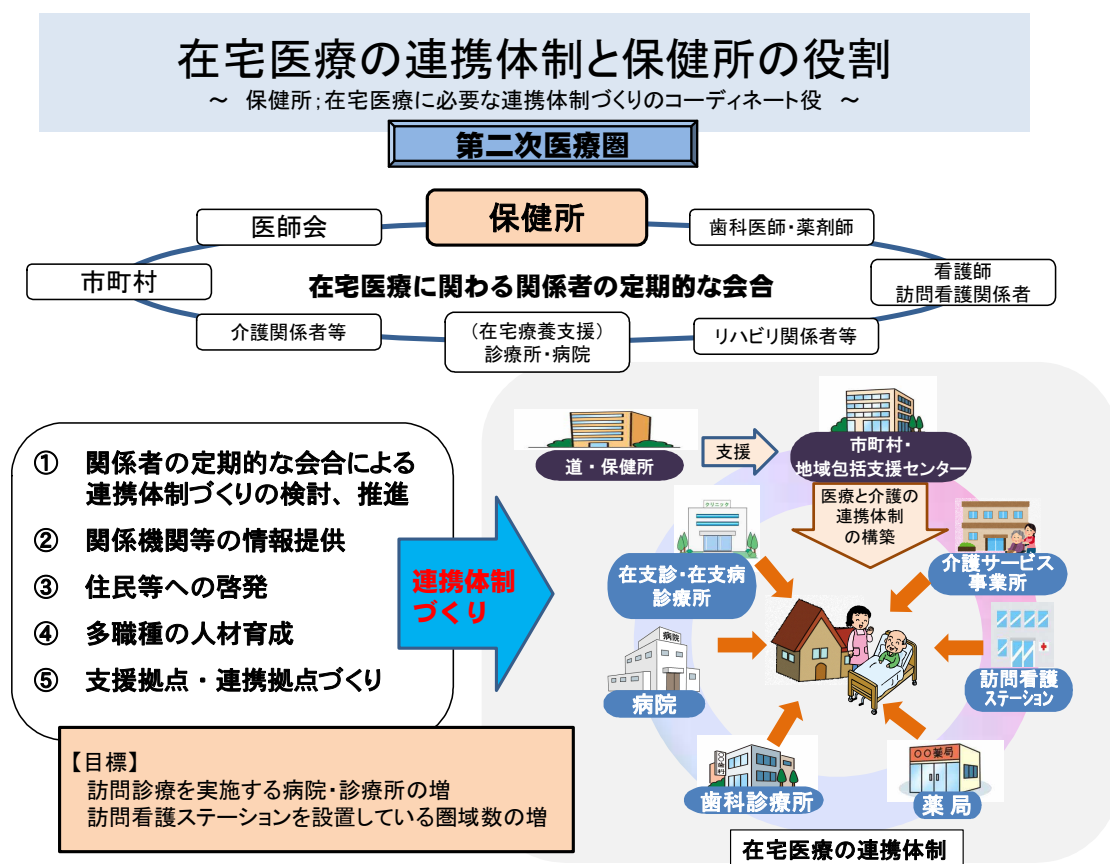 在宅医療の連携体制と保健所の役割
～ 保健所；在宅医療に必要な連携体制づくりのコーディネート役 ～
第二次医療圏
保健所
医師会
歯科医師・薬剤師
市町村
在宅医療に関わる関係者の定期的な会合
看護師
訪問看護関係者
介護関係者等
（在宅療養支援）
診療所・病院
リハビリ関係者等
① 関係者の定期的な会合による
連携体制づくりの検討、推進
② 関係機関等の情報提供
③ 住民等への啓発
④ 多職種の人材育成
⑤ 支援拠点・連携拠点づくり
連携体制
づくり
【目標】
訪問診療を実施する病院・診療所の増
訪問看護ステーションを設置している圏域数の増
道・保健所
支援
市町村・
地域包括支援センター
医療と介護の
連携体制
の構築
クリニック
在支診・在支病
診療所
介護サービス
事業所
病院
病院
訪問看護
ステーション
〇〇歯科
歯科診療所
〇〇薬局
薬局
在宅医療の連携体制